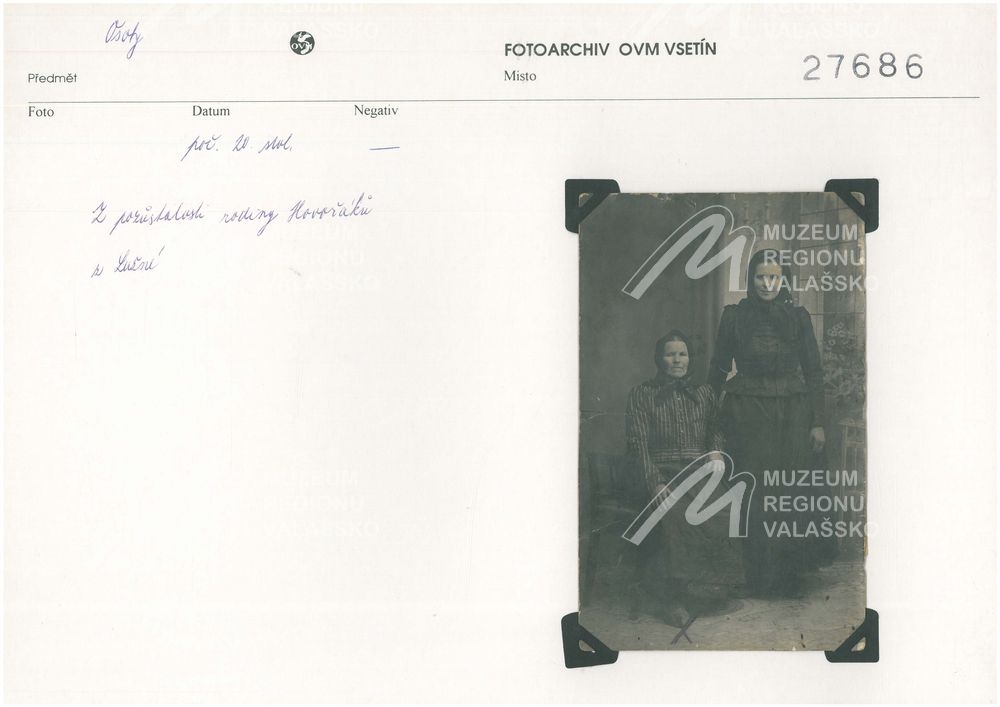 Osoby
OVM
FOTOARCHIV OVM VSETÍN
27686
Předmět
Místo
Foto
Datum
Negativ
poč. 20. stol.
—
Z pozůstalosti rodiny Hovořáků
z Lužné
MUZEUM
REGIONU
VALAŠSKO
MUZEUM
REGIONU
VALAŠSKO
X